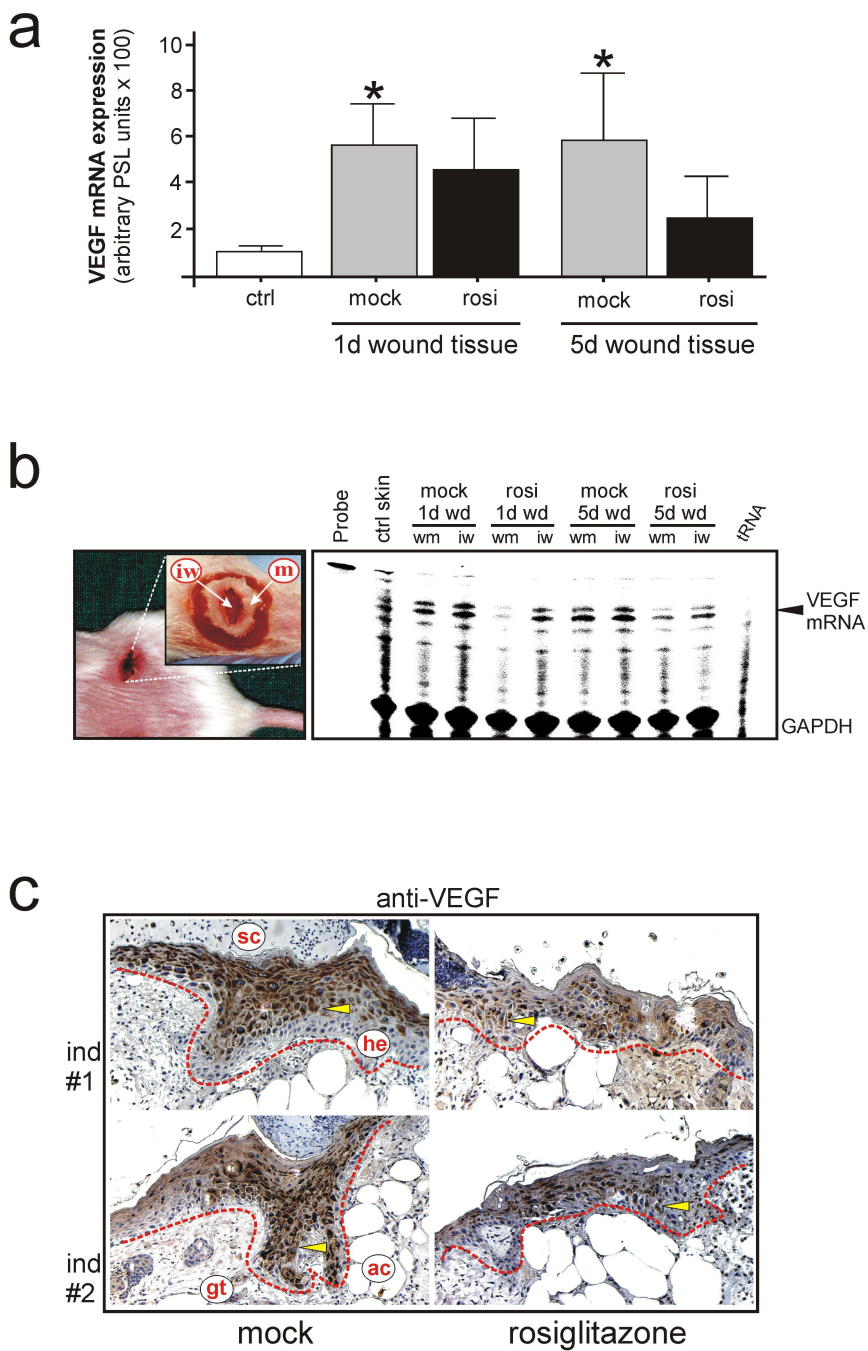 a
VEGF mRNA expression
(arbitrary PSL units x 100)
10
8
6
4
2
*
*
ctrl
mock
rosi
mock
rosi
1d wound tissue
5d wound tissue
b
iw
m
Probe
ctrl skin
mock
1d wd
rosi
1d wd
mock
5d wd
rosi
5d wd
tRNA
wm
iw
wm
iw
wm
iw
wm
iw
VEGF
mRNA
GAPDH
c
anti-VEGF
sc
he
ind
#1
ind
#2
gt
ac
mock
rosiglitazone